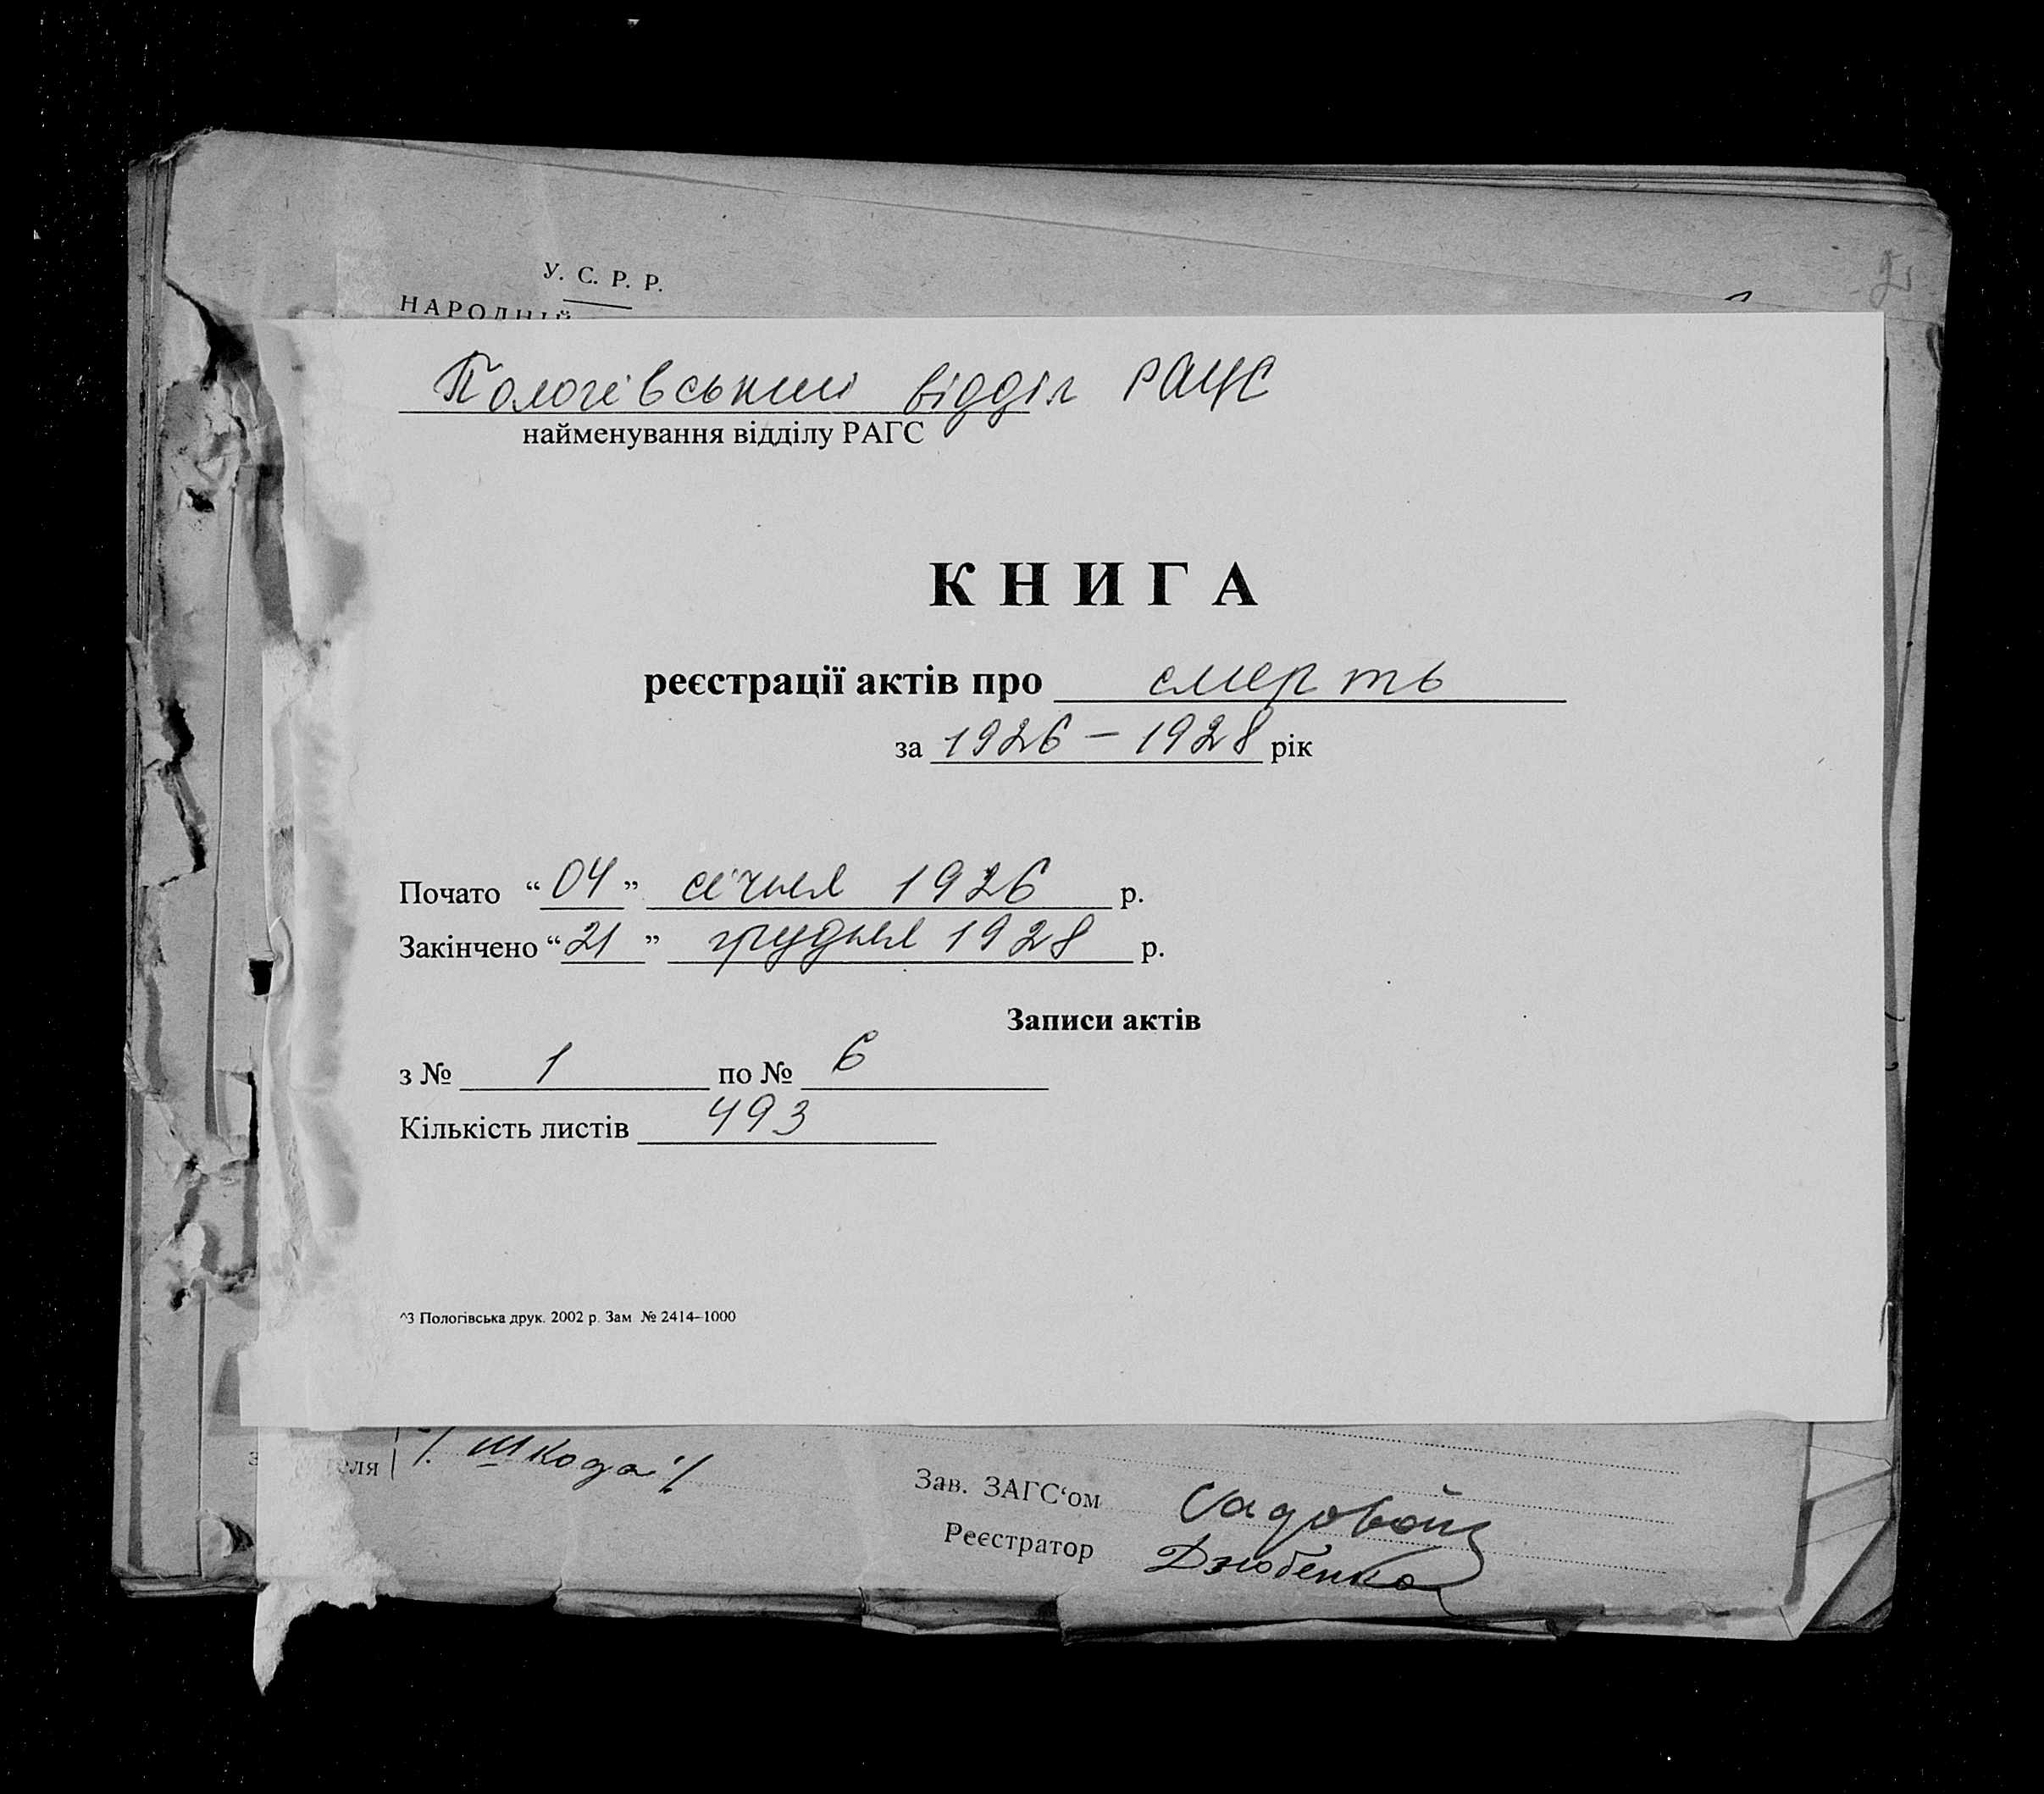 У. С. Р. Р.
НАРОДНІЙ
Пологівський відділ РАЦС
найменування відділу РАГС
КНИГА
реєстрації актів про смерть
за 1926 – 1928 рік
Почато “04” січня 1926 р.
Закінчено “21” грудня 1928 р.
Записи актів
з № 1 по № 6
Кількість листів 493
^З Пологівська друк. 2002 р. Зам № 2414–1000
/. Шкода ./
Зав. ЗАГС‘ом Садовой
Реєстратор Дзюбенко